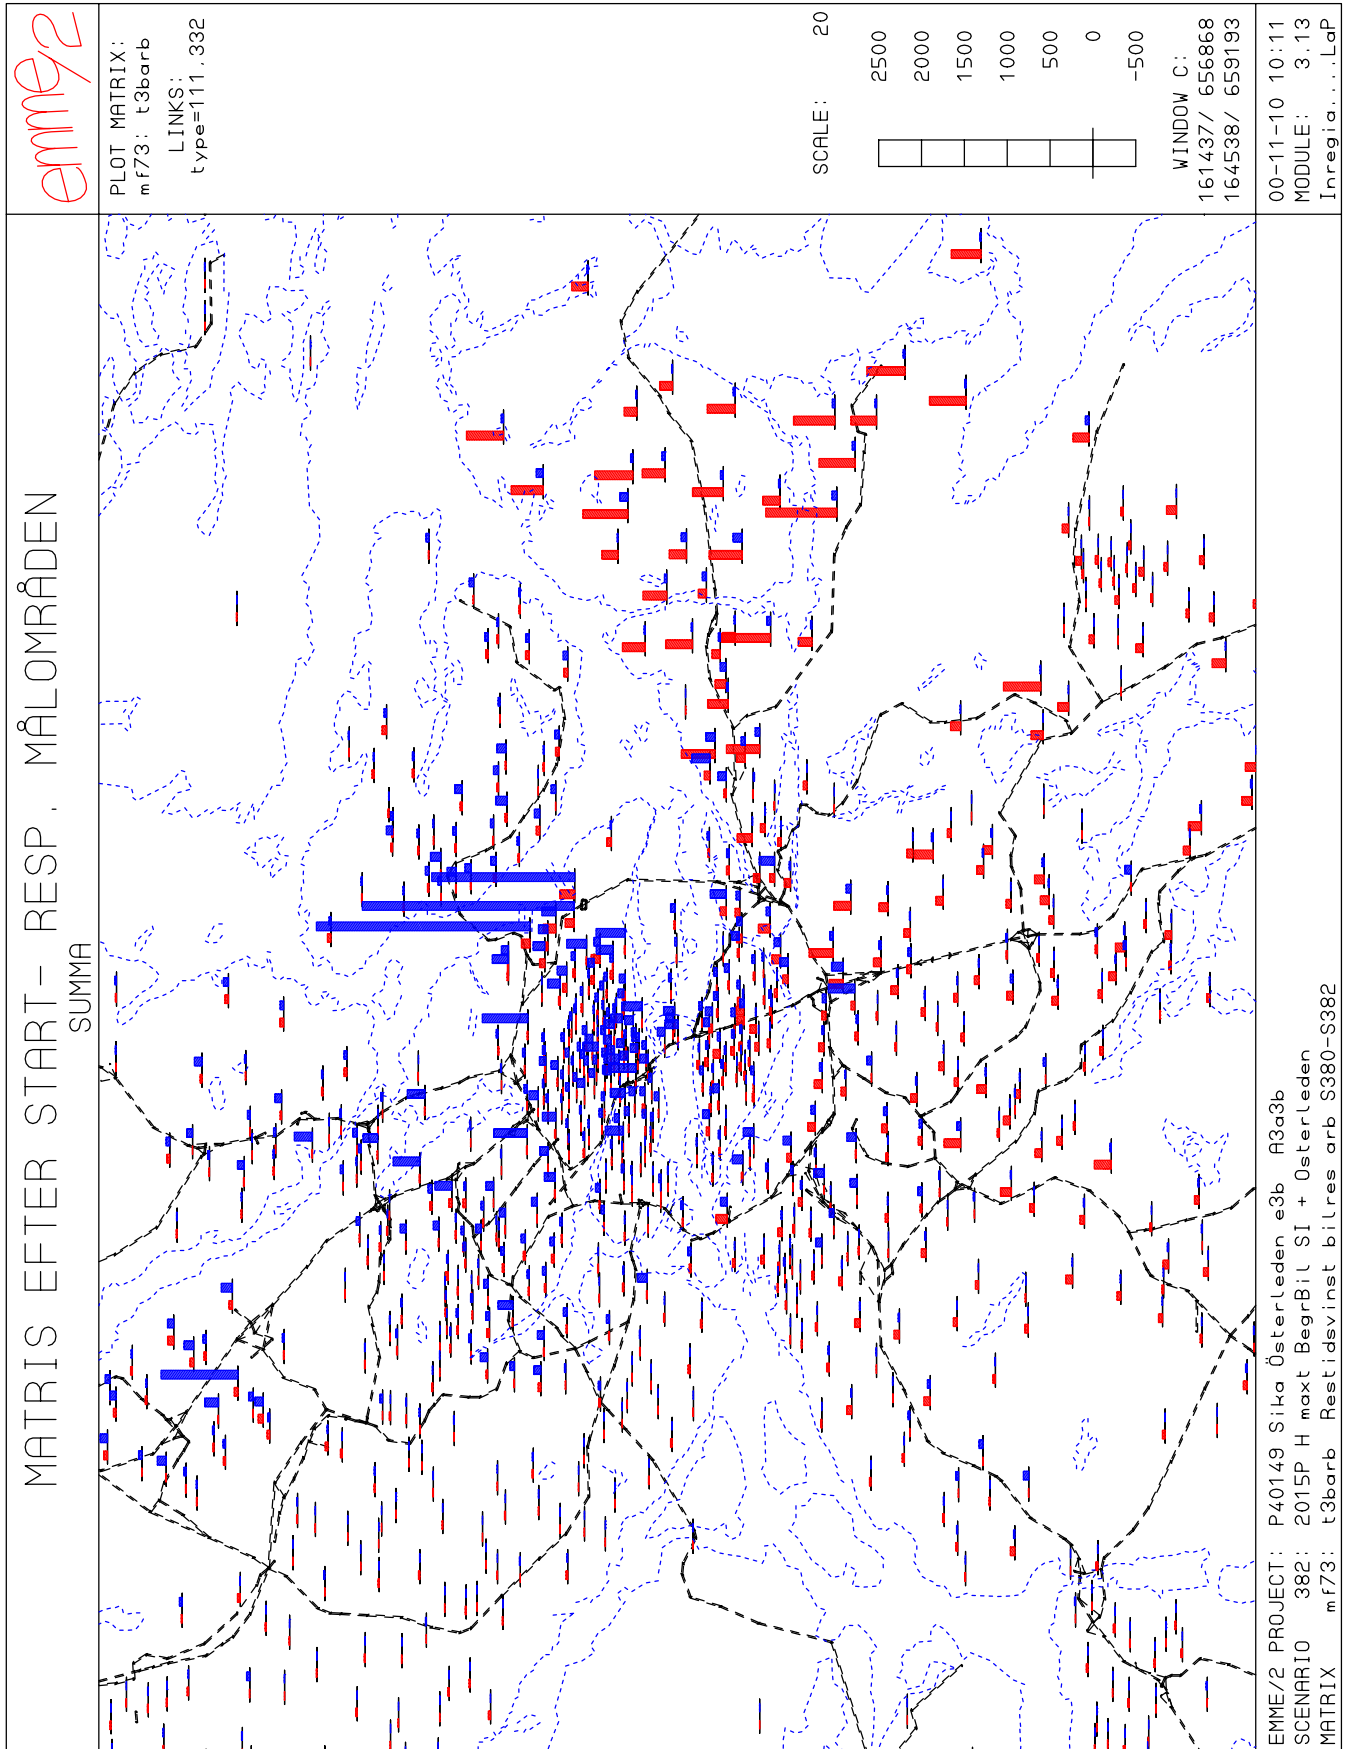 MATRIS EFTER START- RESP. MÅLOMRÅDEN
SUMMA
emme/2
PLOT MATRIX:
mf73: t3barb
LINKS:
type=111,332
SCALE: 20
2500
2000
1500
1000
500
0
-500
WINDOW C:
161437/ 656868
164538/ 659193
EMME/2 PROJECT: P40149 Sika Österleden e3b A3a3b
SCENARIO 382: 2015P H maxt BegrBil SI + Österleden
MATRIX mf73: t3barb Restidsvinst bilres arb S380-S382
00-11-10 10:11
MODULE: 3.13
Inregia....LaP